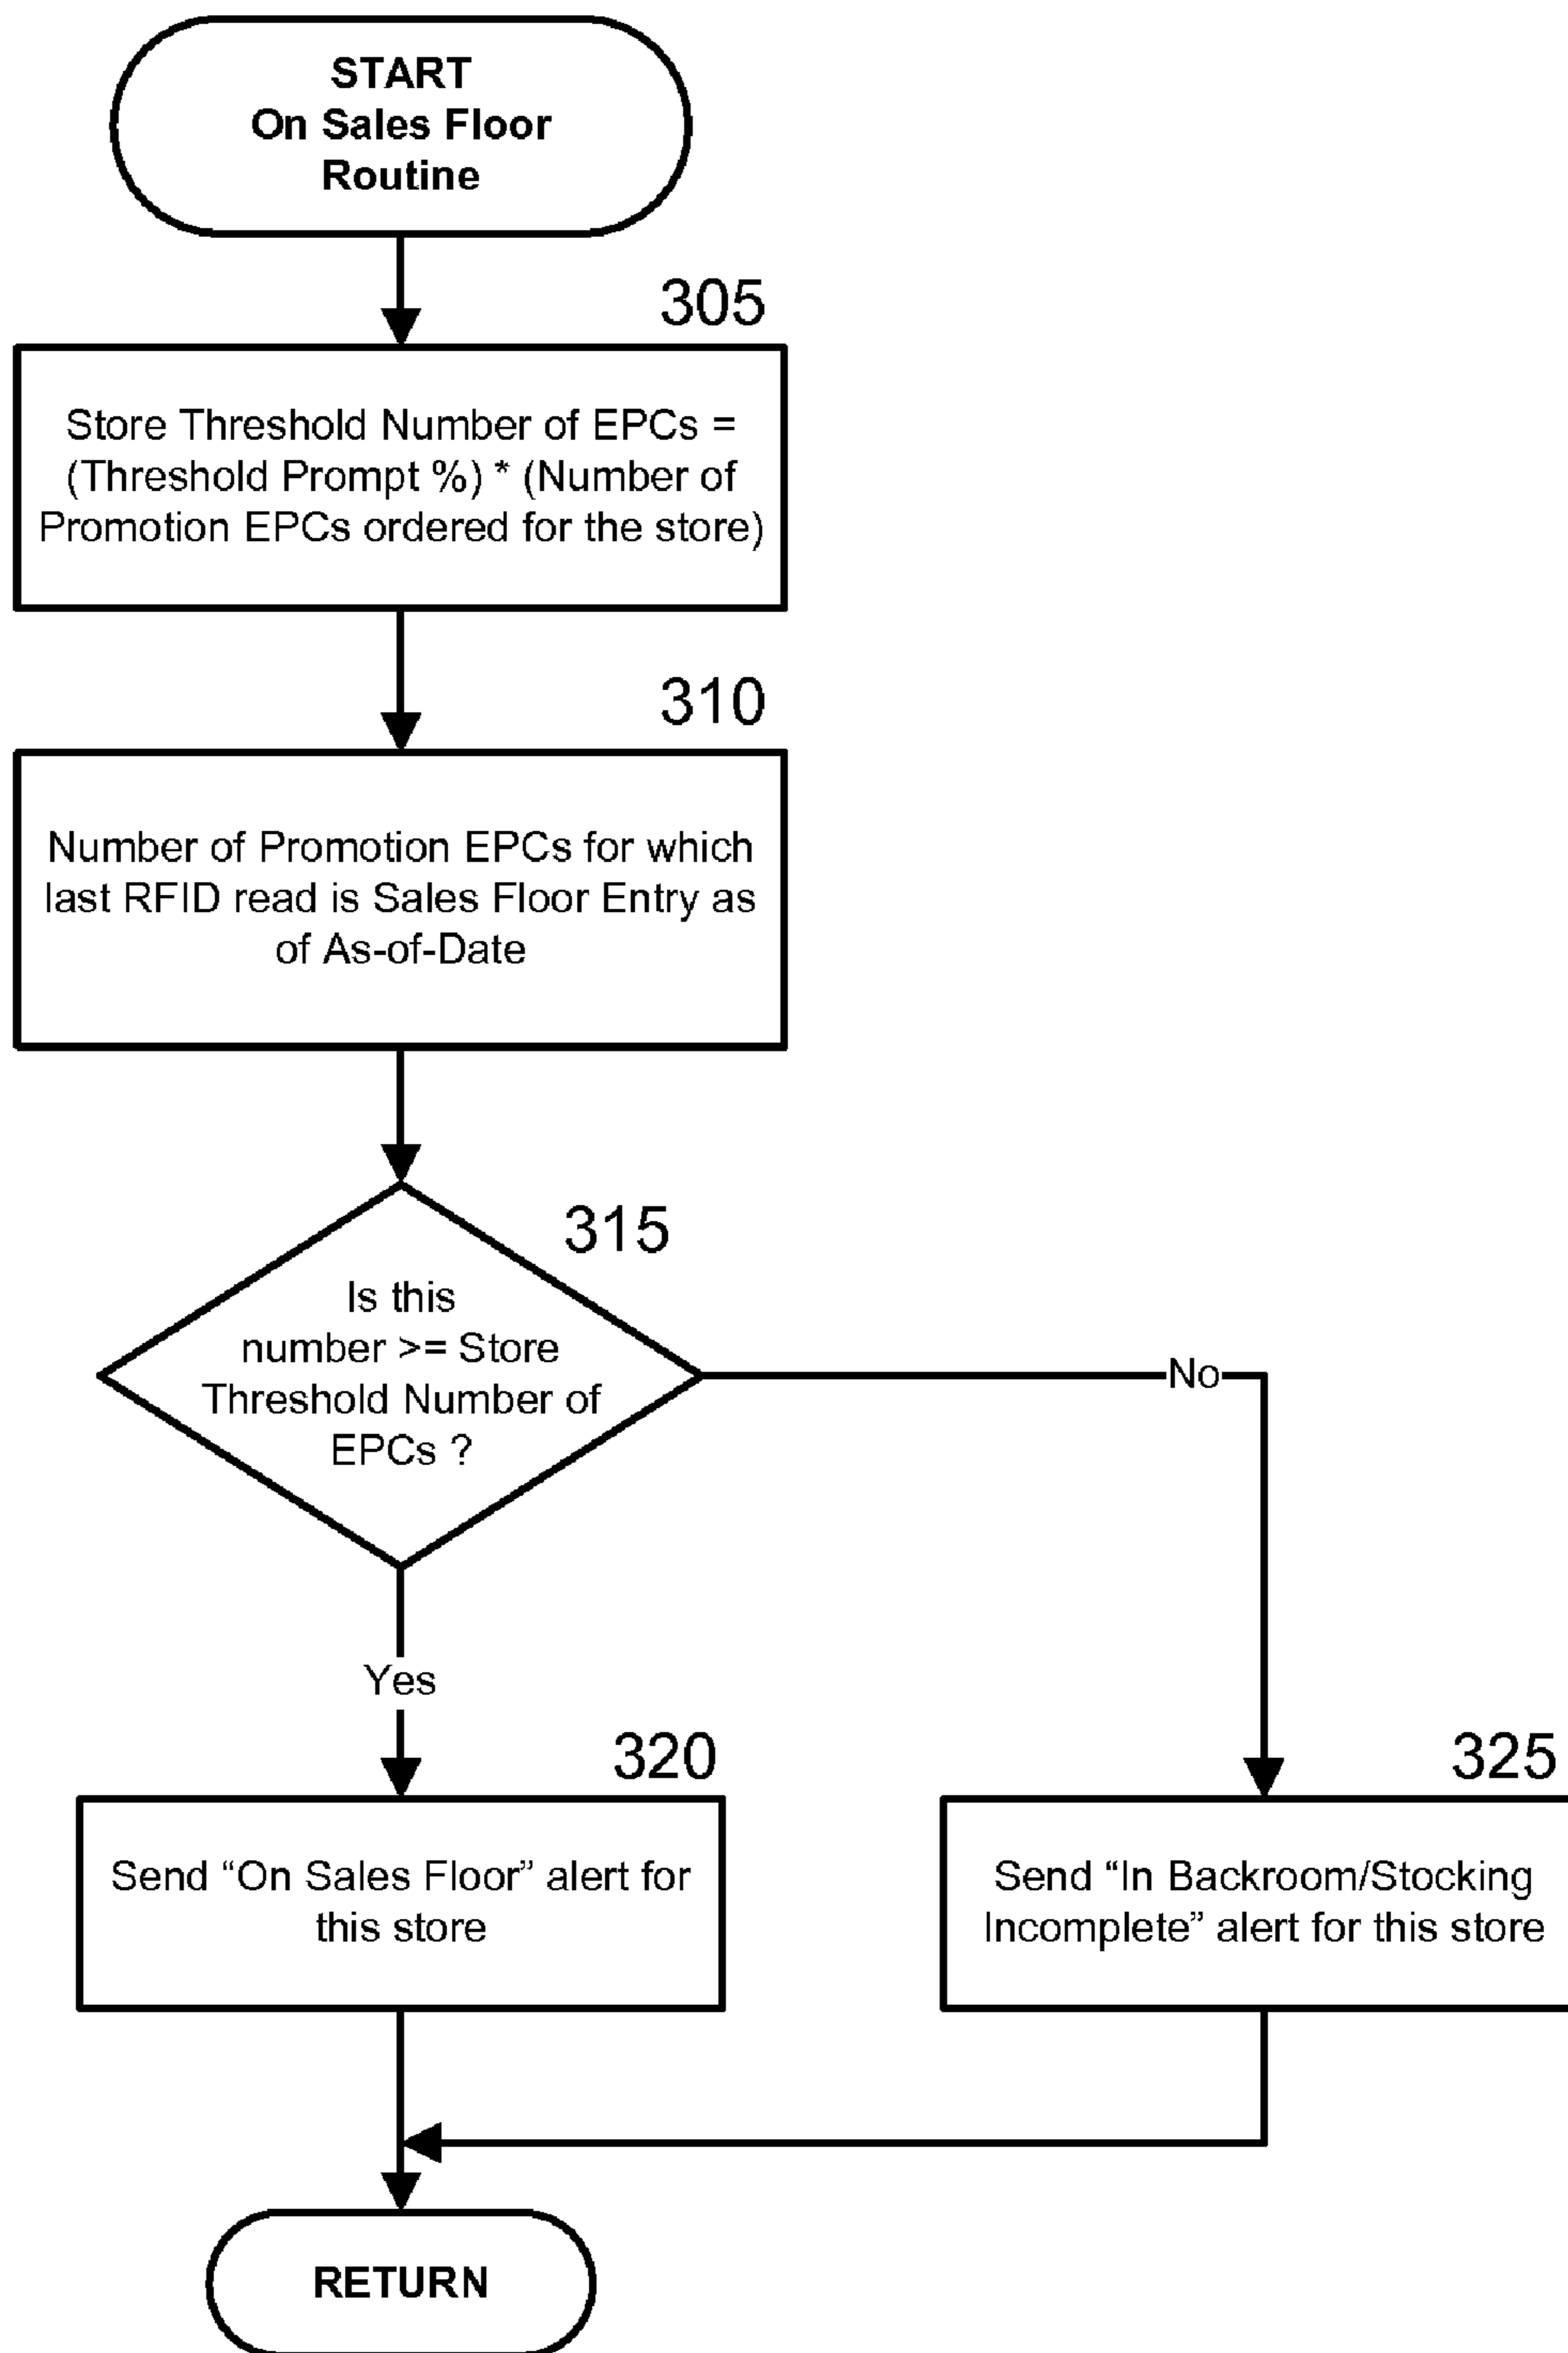 START
On Sales Floor
Routine
305
Store Threshold Number of EPCs =
(Threshold Prompt %) * (Number of
Promotion EPCs ordered for the store)
310
Number of Promotion EPCs for which
last RFID read is Sales Floor Entry as
of As-of-Date
315
Is this
number >= Store
Threshold Number of
EPCs ?
No
Yes
320
Send “On Sales Floor” alert for
this store
325
Send “In Backroom/Stocking
Incomplete” alert for this store
RETURN